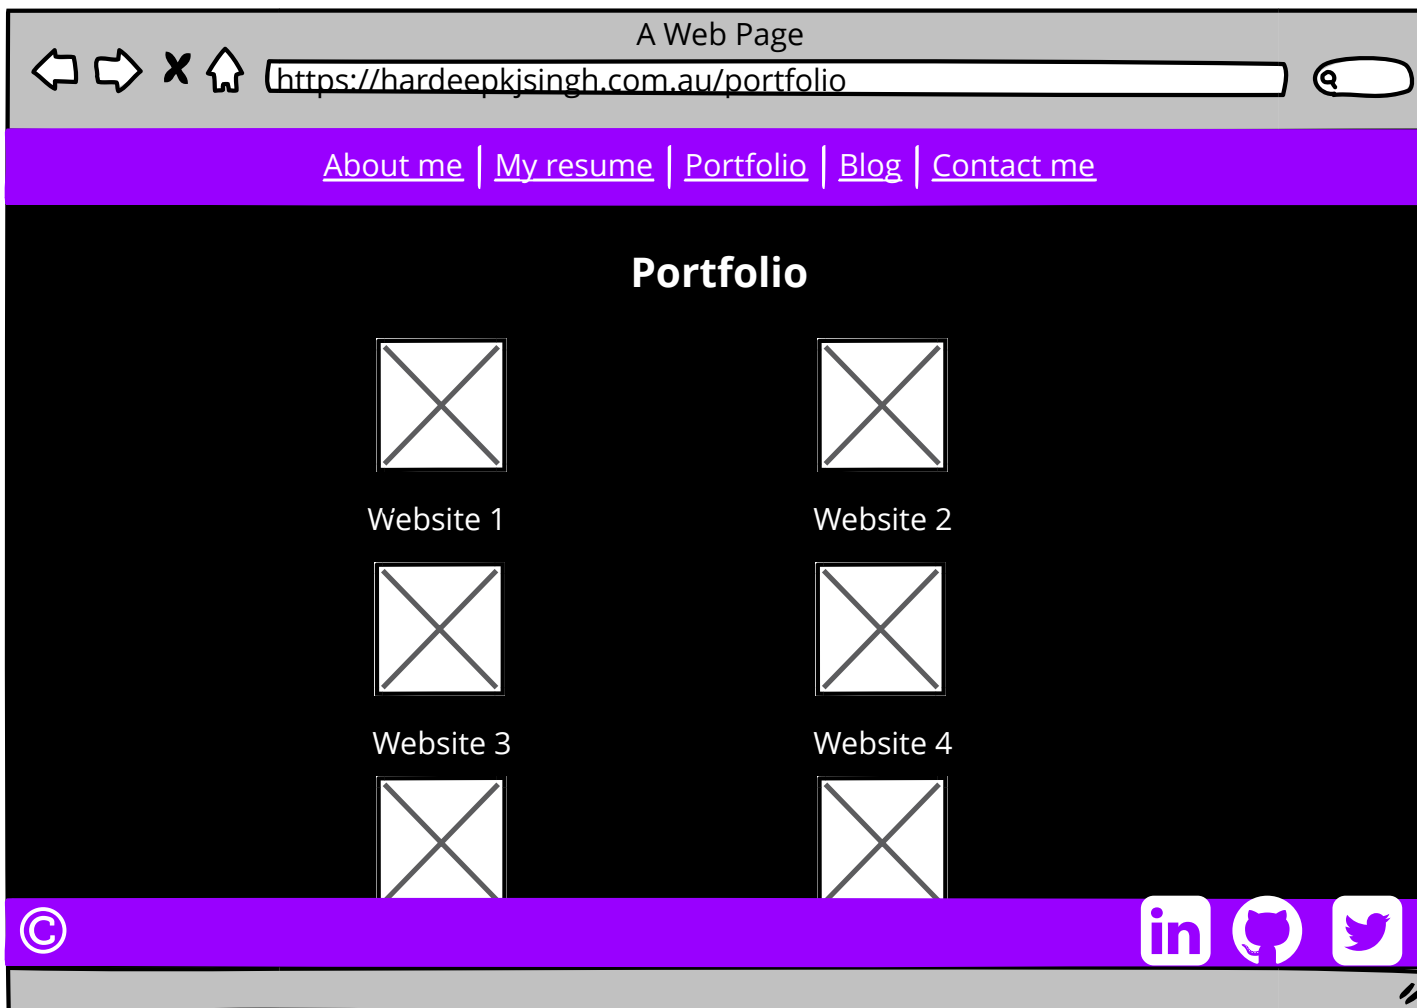 A Web Page
https://hardeepkjsingh.com.au/portfolio
About me | My resume | Portfolio | Blog | Contact me
Portfolio
Website 1 Website 2
Website 3 Website 4
©
in